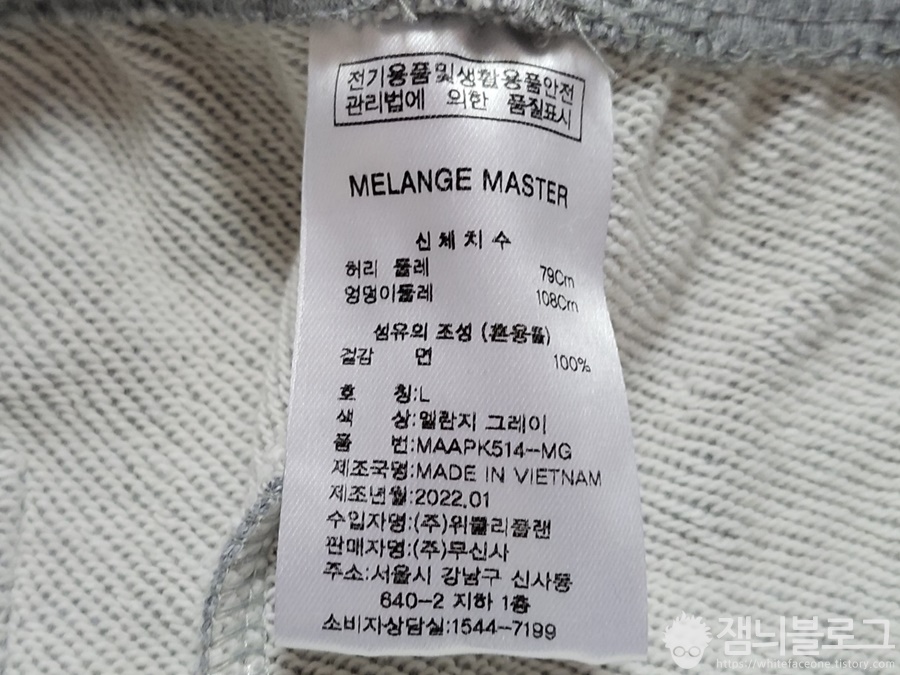 전기용품및생활용품안전
관리법에 의한 품질표시
MELANGE MASTER
신체치수
허리 둘레 79Cm
엉덩이둘레 108Cm
섬유의 조성 (혼용률)
겉감 면 100%
호 칭:L
색 상:멜란지 그레이
품 번:MAAPK514-MG
제조국명:MADE IN VIETNAM
제조년월:2022.01
수입자명:(주)위클리플랜
판매자명:(주)무신사
주소:서울시 강남구 신사동
640-2 지하 1층
소비자상담실:1544-7199
잼니블로그
https://whitefaceone.tistory.com